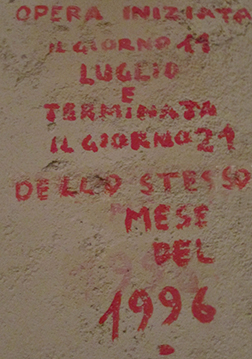 OPERA INIZIATA
IL GIORNO 11
LUGLIO
E
TERMINATA
IL GIORNO 21
DELLO STESSO
MESE
DEL
1996